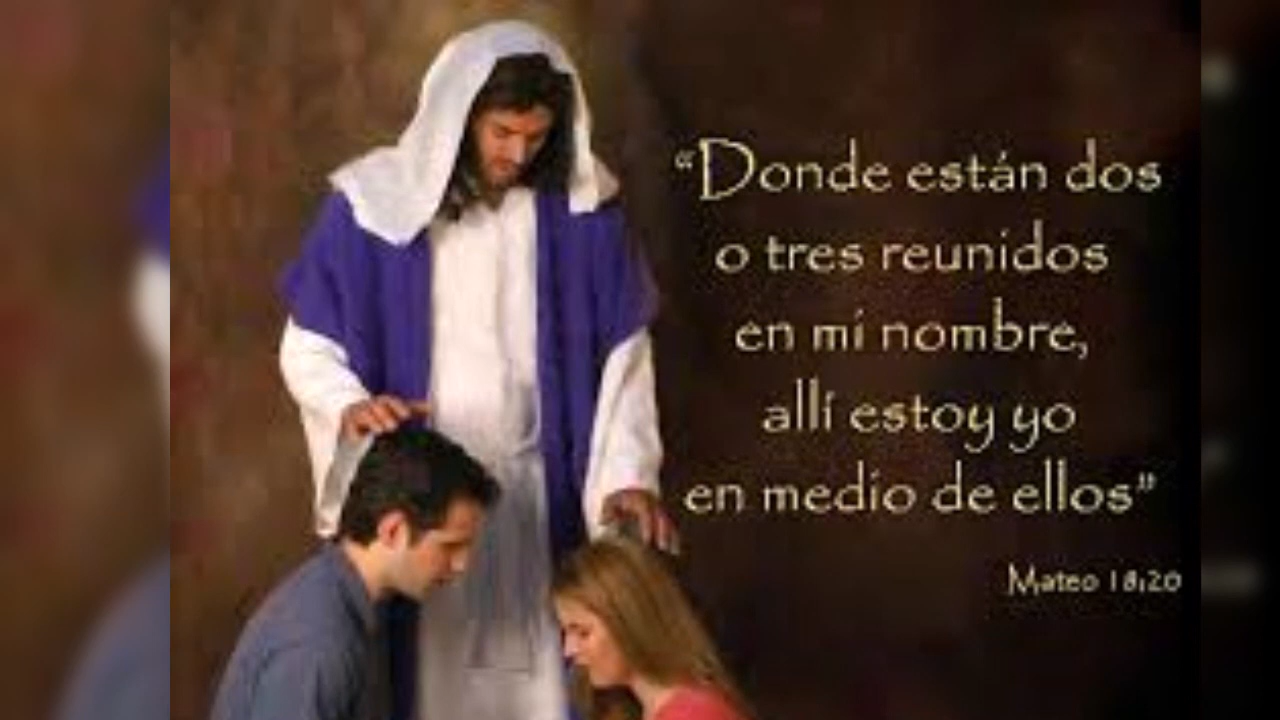 “Donde están dos
o tres reunidos
en mi nombre,
allí estoy yo
en medio de ellos”
Mateo 18:20